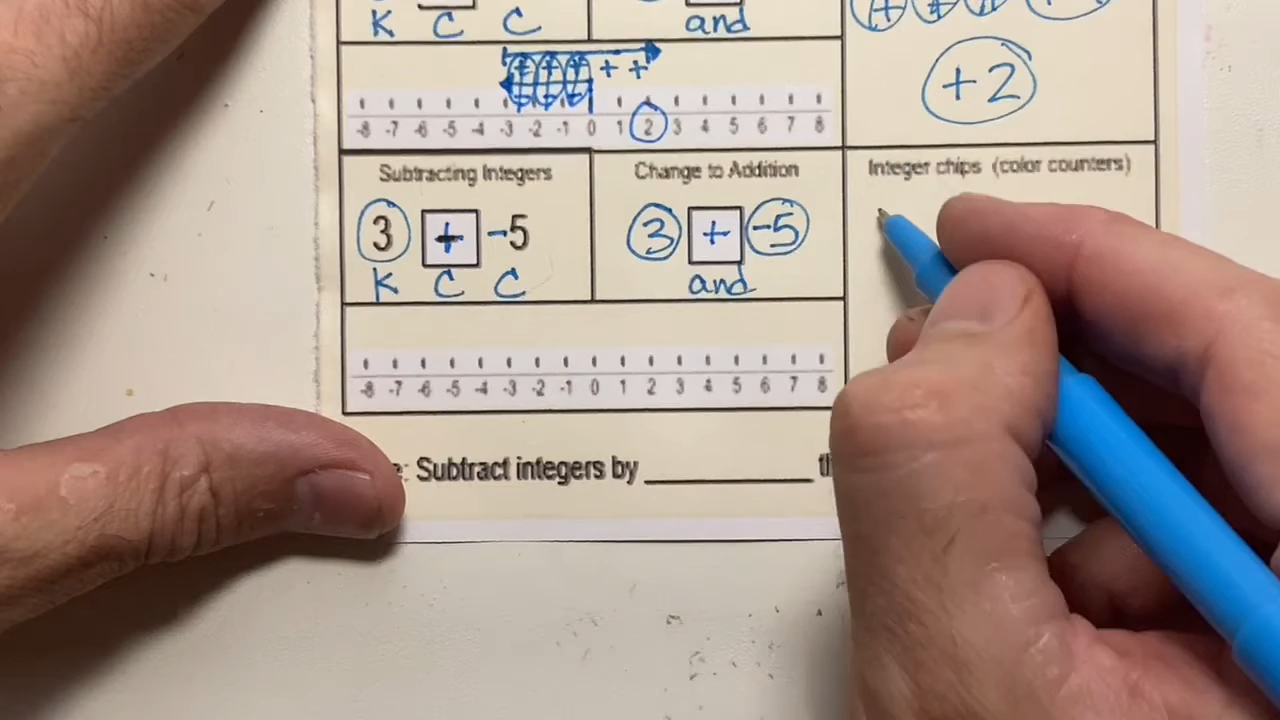 K C C and
+ + + + +
- - -
+2
-8 -7 -6 -5 -4 -3 -2 -1 0 1 2 3 4 5 6 7 8
Subtracting Integers Change to Addition Integer chips (color counters)
3 + -5 3 + -5
K C C and
-8 -7 -6 -5 -4 -3 -2 -1 0 1 2 3 4 5 6 7 8
: Subtract integers by __________